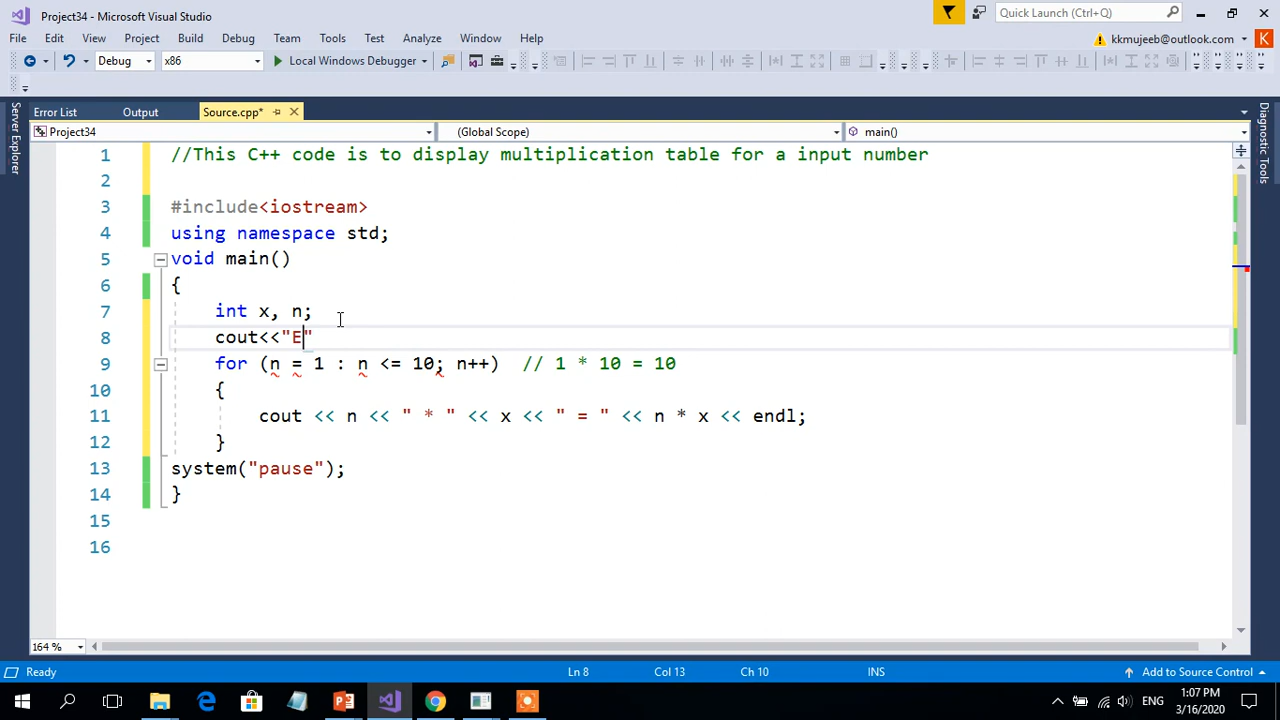 Project34 - Microsoft Visual Studio
Quick Launch (Ctrl+Q)
File Edit View Project Build Debug Team Tools Test Analyze Window Help
kkmujeeb@outlook.com K
Debug x86 Local Windows Debugger
Server Explorer
Error List Output Source.cpp*
Diagnostic Tools
Project34 (Global Scope) main()
1 //This C++ code is to display multiplication table for a input number
2
3 #include<iostream>
4 using namespace std;
5 void main()
6 {
7 int x, n;
8 cout<<"E"
9 for (n = 1 : n <= 10; n++) // 1 * 10 = 10
10 {
11 cout << n << " * " << x << " = " << n * x << endl;
12 }
13 system("pause");
14 }
15
16
164 %
Ready Ln 8 Col 13 Ch 10 INS Add to Source Control
ENG 1:07 PM
3/16/2020